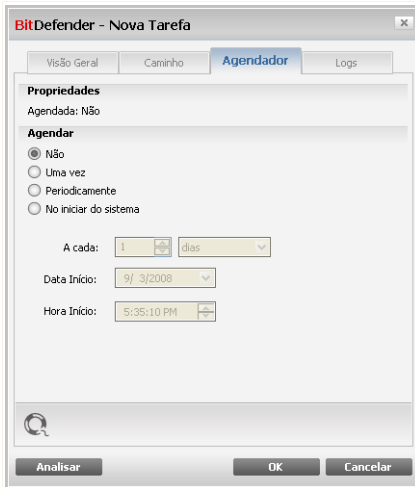 BitDefender - Nova Tarefa
Visão Geral
Caminho
Agendador
Logs
Propriedades
Agendada: Não
Agendar
Não
Uma vez
Periodicamente
No iniciar do sistema
A cada: 1 dias
Data Início: 9/ 3/2008
Hora Início: 5:35:10 PM
Analisar
OK
Cancelar